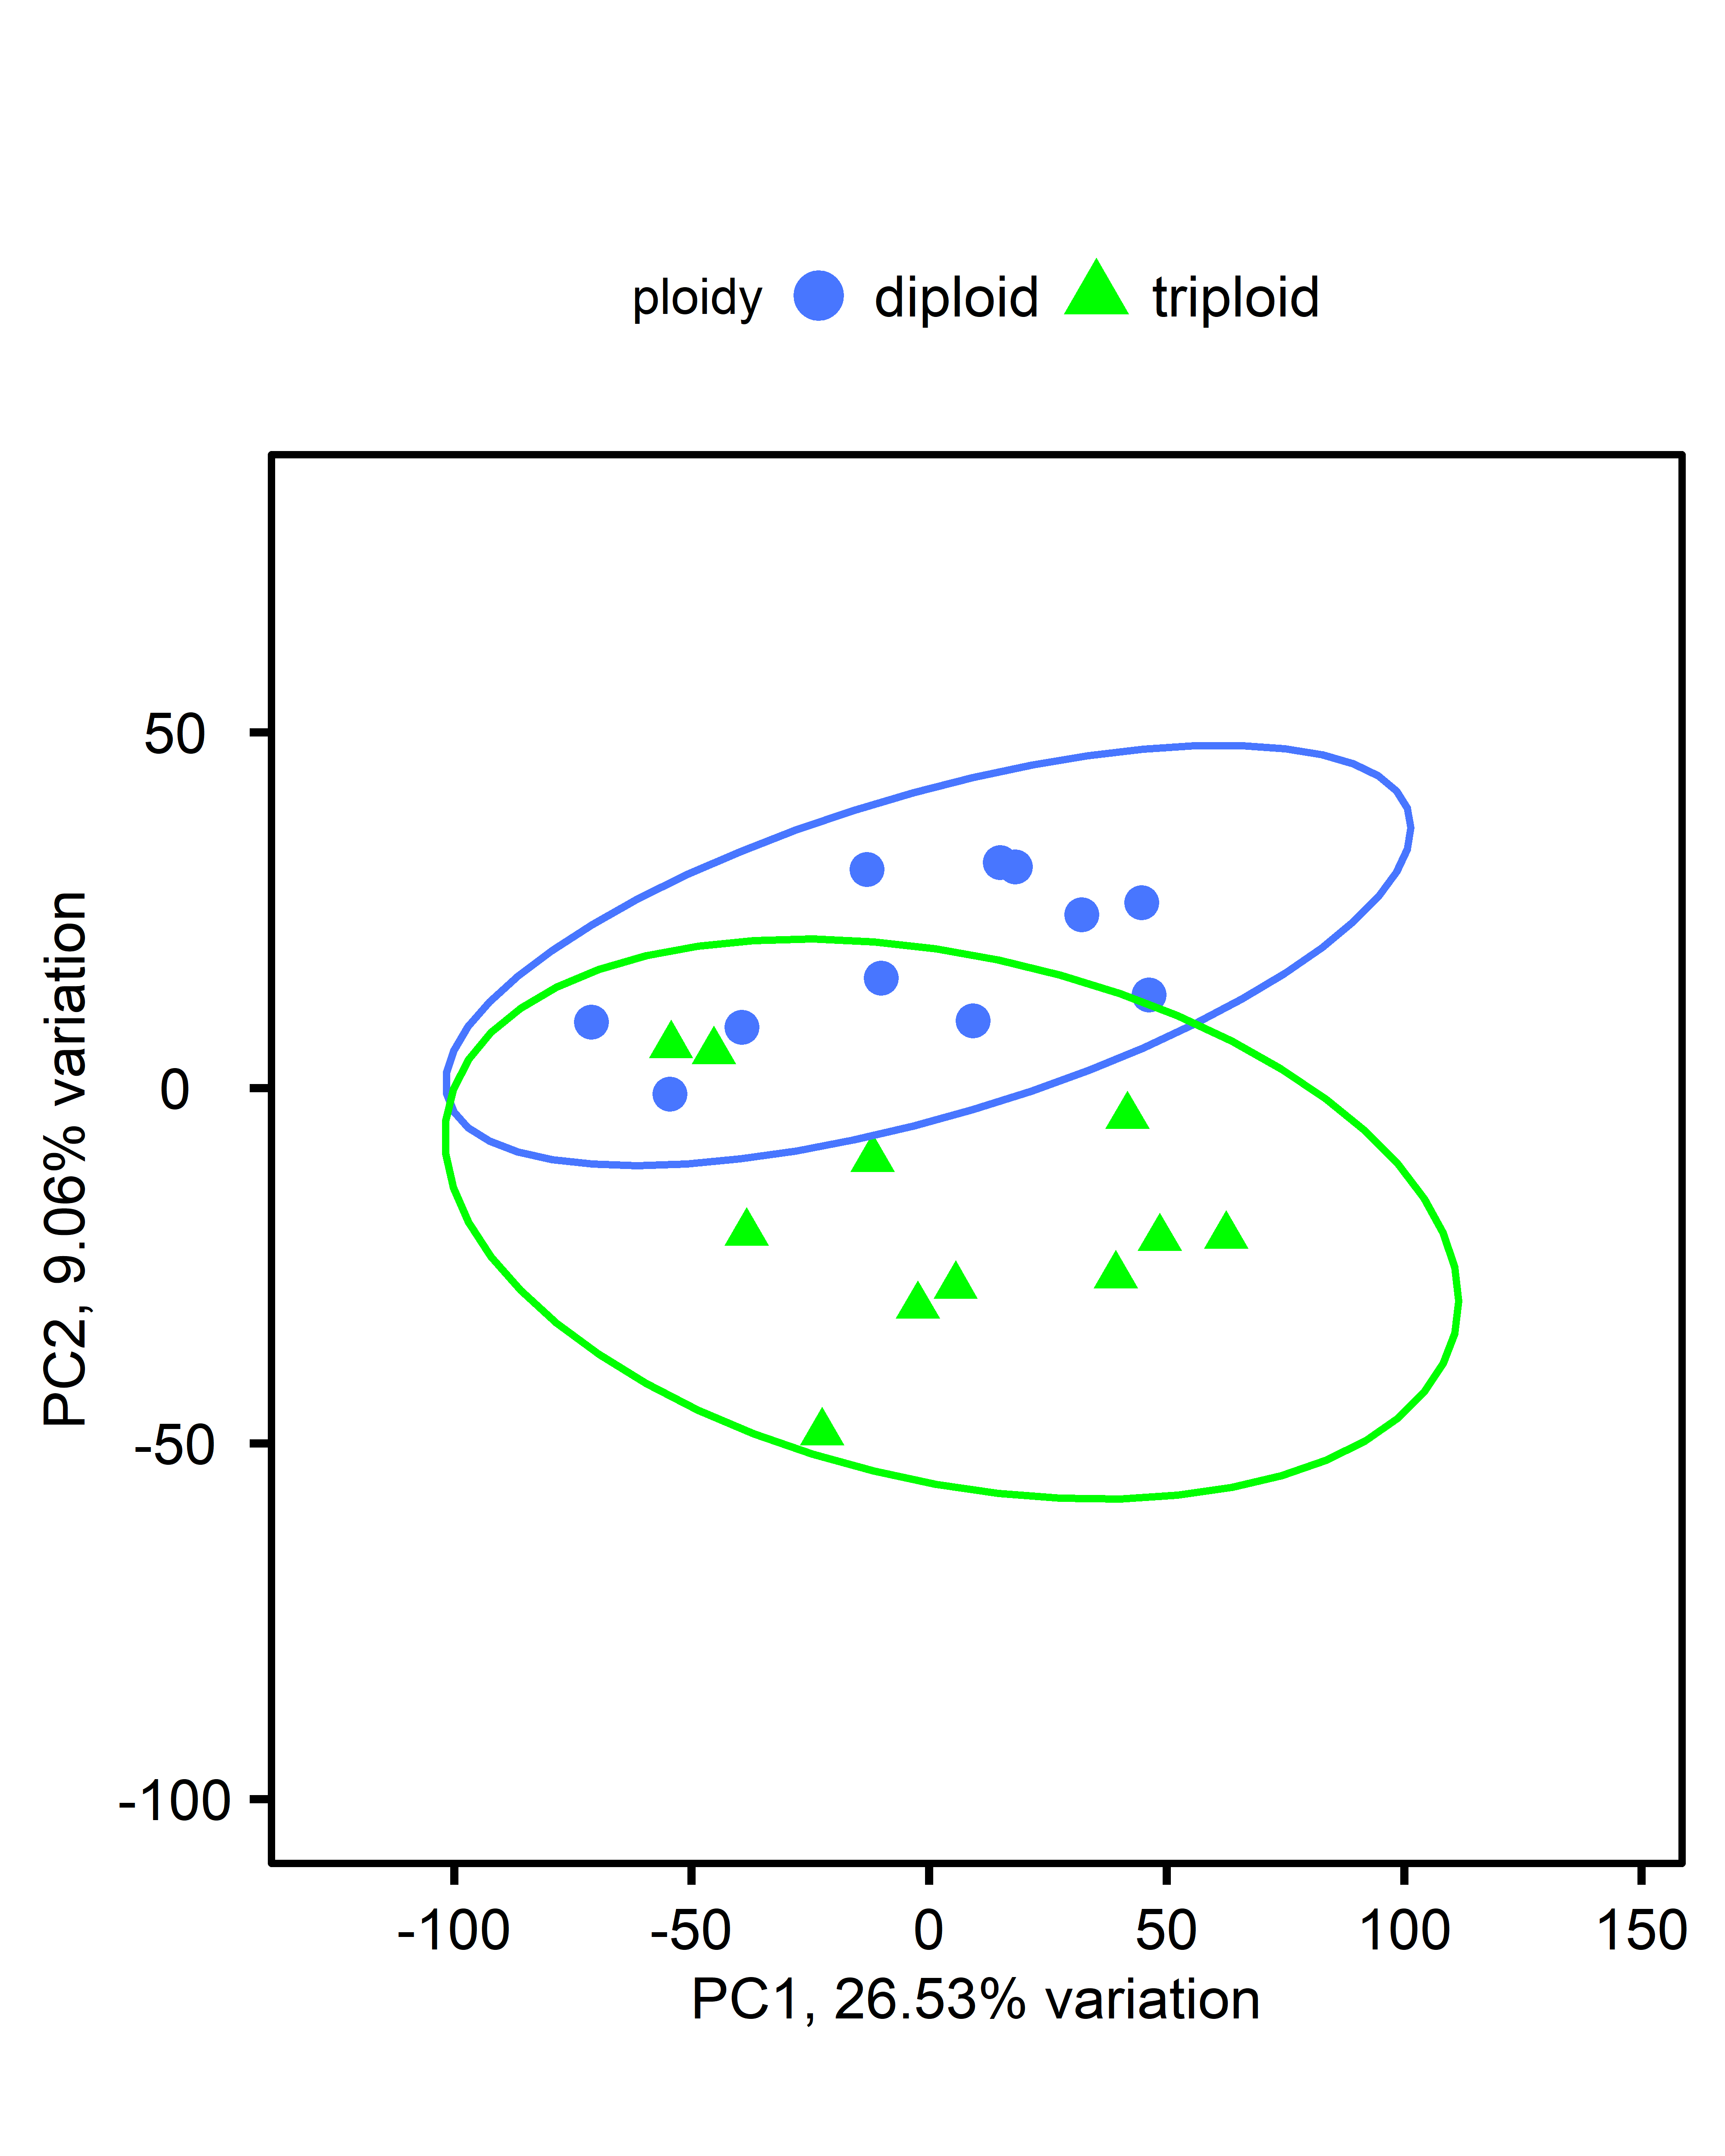 ploidy diploid triploid
50
0
-50
-100
PC2, 9.06% variation
-100 -50 0 50 100 150
PC1, 26.53% variation